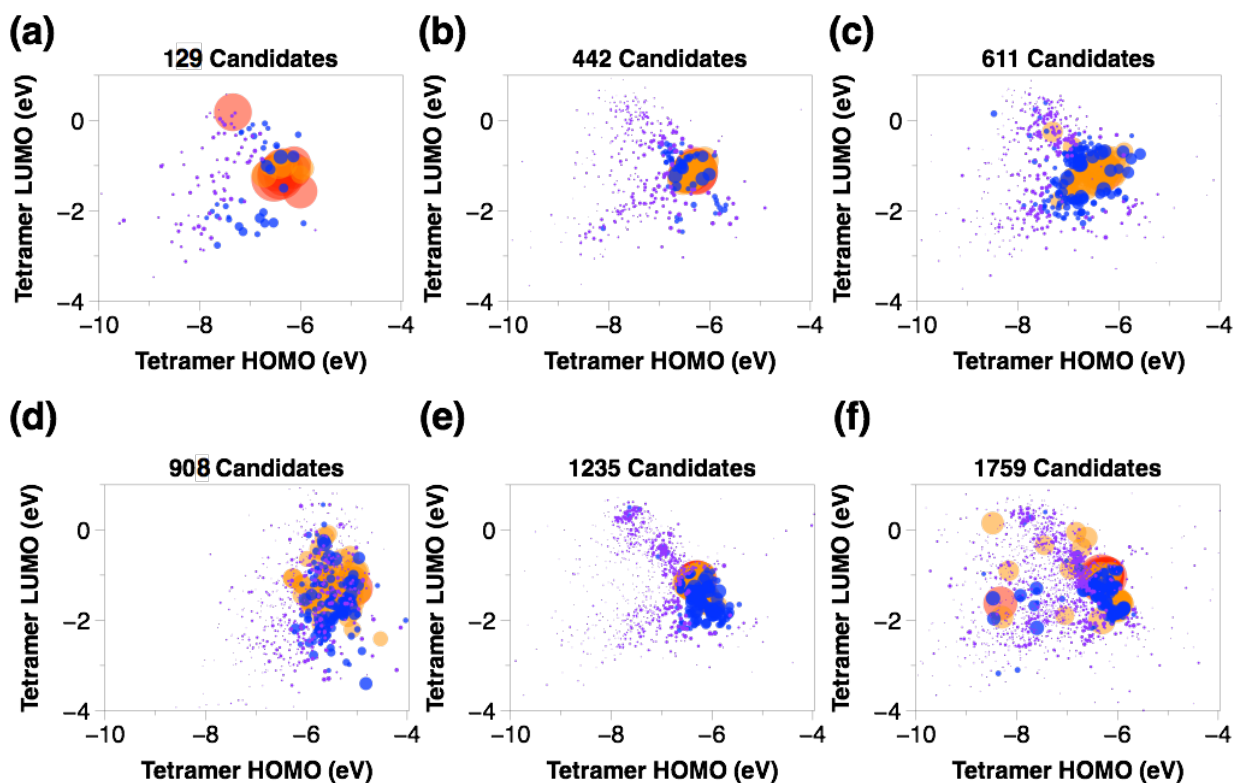 (a) (b) (c)
129 Candidates 442 Candidates 611 Candidates
Tetramer LUMO (eV) Tetramer LUMO (eV) Tetramer LUMO (eV)
0 0 0
−2 −2 −2
−4 −4 −4
−10 −8 −6 −4 −10 −8 −6 −4 −10 −8 −6 −4
Tetramer HOMO (eV) Tetramer HOMO (eV) Tetramer HOMO (eV)
(d) (e) (f)
908 Candidates 1235 Candidates 1759 Candidates
Tetramer LUMO (eV) Tetramer LUMO (eV) Tetramer LUMO (eV)
0 0 0
−2 −2 −2
−4 −4 −4
−10 −8 −6 −4 −10 −8 −6 −4 −10 −8 −6 −4
Tetramer HOMO (eV) Tetramer HOMO (eV) Tetramer HOMO (eV)